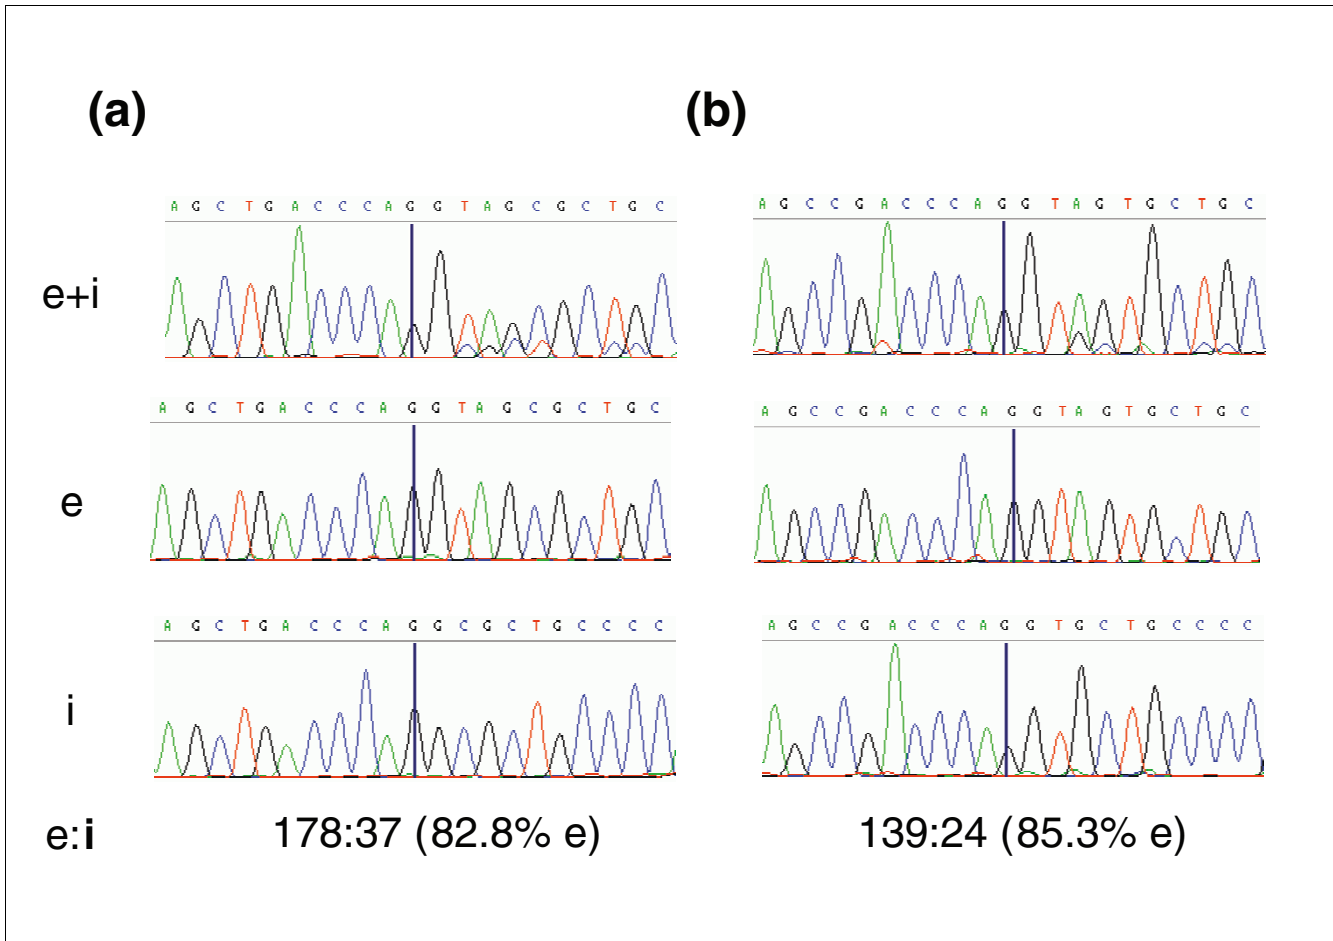 (a) (b)
A G C T G A C C C A G G T A G C G C T G C
A G C C G A C C C A G G T A G T G C T G C
e+i
A G C T G A C C C A G G T A G C G C T G C
A G C C G A C C C A G G T A G T G C T G C
e
A G C T G A C C C A G G C G C T G C C C C
A G C C G A C C C A G G T G C T G C C C C
i
e:i 178:37 (82.8% e) 139:24 (85.3% e)